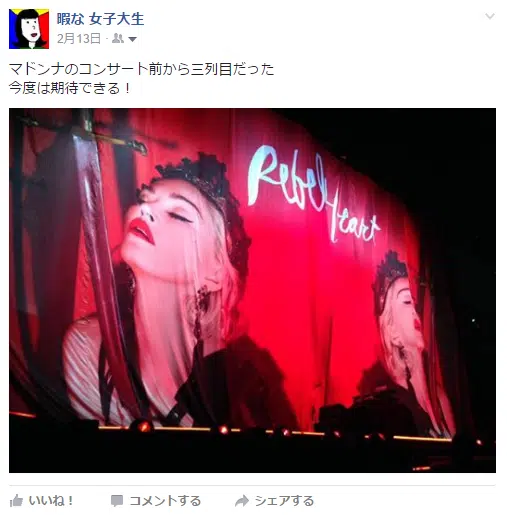 暇な 女子大生
2月13日 ·
マドンナのコンサート前から三列目だった
今度は期待できる！
Rebel
Heart
いいね！ コメントする シェアする